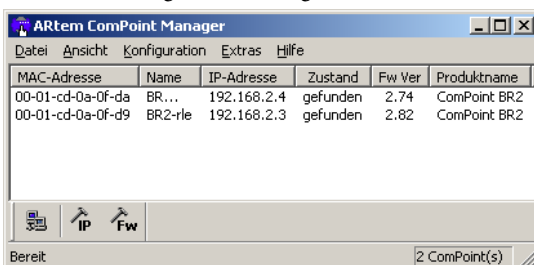 ARtem ComPoint Manager
Datei Ansicht Konfiguration Extras Hilfe
MAC-Adresse Name IP-Adresse Zustand Fw Ver Produktname
00-01-cd-0a-0f-da BR... 192.168.2.4 gefunden 2.74 ComPoint BR2
00-01-cd-0a-0f-d9 BR2-rle 192.168.2.3 gefunden 2.82 ComPoint BR2
IP Fw
Bereit 2 ComPoint(s)